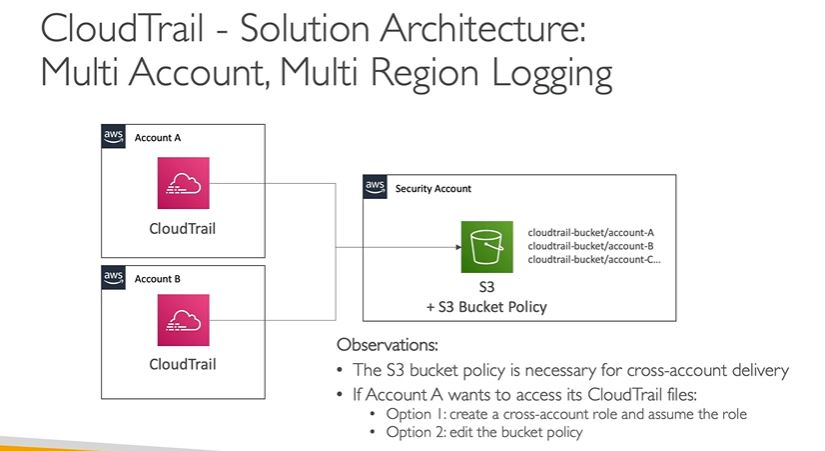 CloudTrail - Solution Architecture:
Multi Account, Multi Region Logging
aws
Account A
CloudTrail
aws
Account B
CloudTrail
aws
Security Account
cloudtrail-bucket/account-A
cloudtrail-bucket/account-B
cloudtrail-bucket/account-C...
S3
+ S3 Bucket Policy
Observations:
• The S3 bucket policy is necessary for cross-account delivery
• If Account A wants to access its CloudTrail files:
• Option 1: create a cross-account role and assume the role
• Option 2: edit the bucket policy